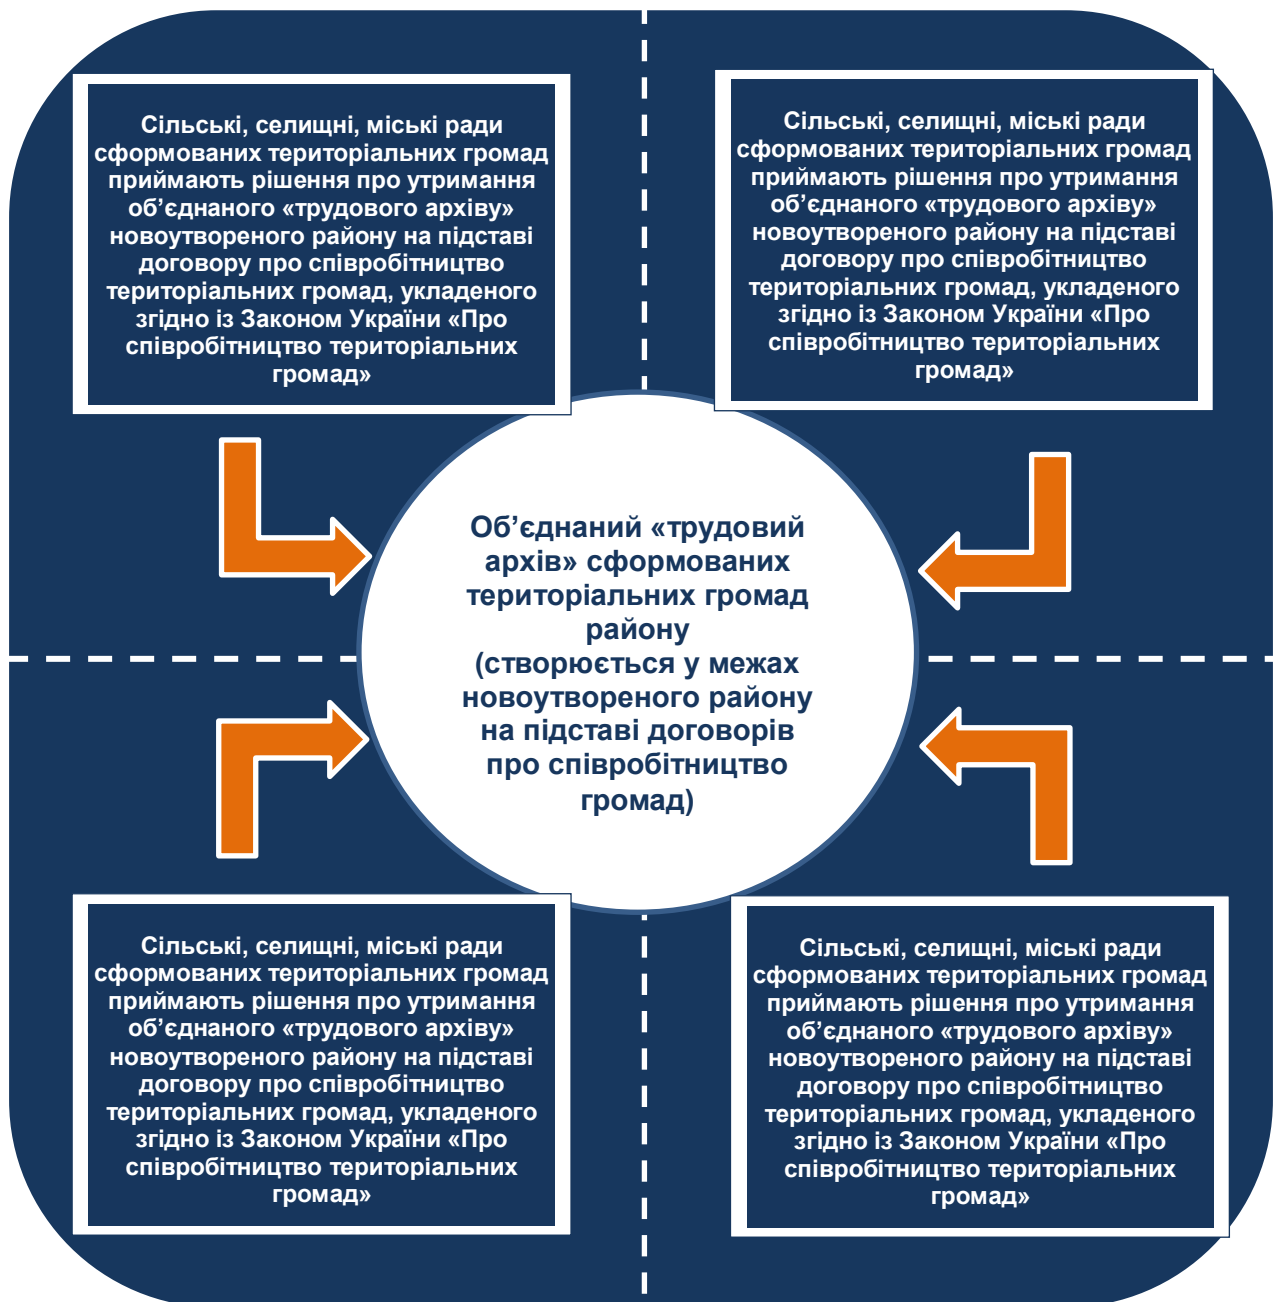 Сільські, селищні, міські ради
сформованих територіальних громад
приймають рішення про утримання
об’єднаного «трудового архіву»
новоутвореного району на підставі
договору про співробітництво
територіальних громад, укладеного
згідно із Законом України «Про
співробітництво територіальних
громад»
Сільські, селищні, міські ради
сформованих територіальних громад
приймають рішення про утримання
об’єднаного «трудового архіву»
новоутвореного району на підставі
договору про співробітництво
територіальних громад, укладеного
згідно із Законом України «Про
співробітництво територіальних
громад»
Об’єднаний «трудовий
архів» сформованих
територіальних громад
району
(створюється у межах
новоутвореного району
на підставі договорів
про співробітництво
громад)
Сільські, селищні, міські ради
сформованих територіальних громад
приймають рішення про утримання
об’єднаного «трудового архіву»
новоутвореного району на підставі
договору про співробітництво
територіальних громад, укладеного
згідно із Законом України «Про
співробітництво територіальних
громад»
Сільські, селищні, міські ради
сформованих територіальних громад
приймають рішення про утримання
об’єднаного «трудового архіву»
новоутвореного району на підставі
договору про співробітництво
територіальних громад, укладеного
згідно із Законом України «Про
співробітництво територіальних
громад»